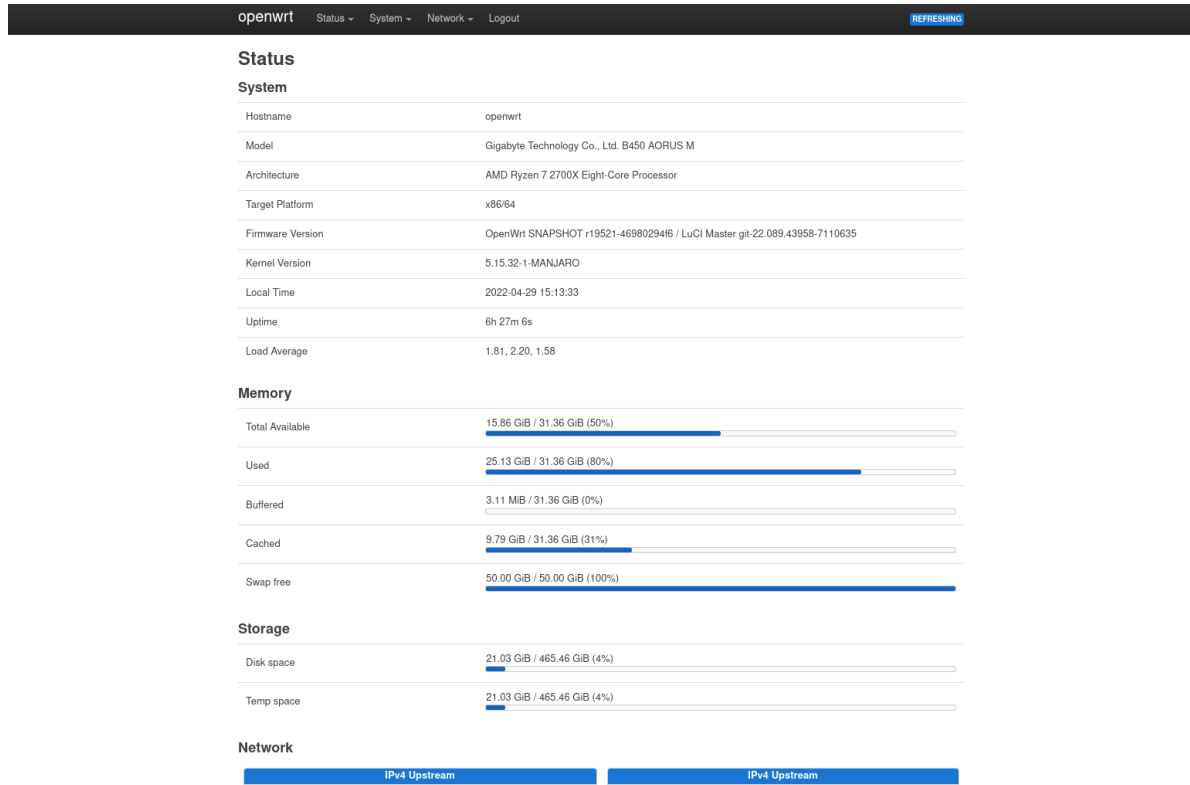 openwrt Status System Network Logout REFRESHING
Status
System
Hostname openwrt
Model Gigabyte Technology Co., Ltd. B450 AORUS M
Architecture AMD Ryzen 7 2700X Eight-Core Processor
Target Platform x86/64
Firmware Version OpenWrt SNAPSHOT r19521-46980294f6 / LuCI Master git-22.089.43958-7110635
Kernel Version 5.15.32-1-MANJARO
Local Time 2022-04-29 15:13:33
Uptime 6h 27m 6s
Load Average 1.81, 2.20, 1.58
Memory
Total Available 15.86 GiB / 31.36 GiB (50%)
Used 25.13 GiB / 31.36 GiB (80%)
Buffered 3.11 MiB / 31.36 GiB (0%)
Cached 9.79 GiB / 31.36 GiB (31%)
Swap free 50.00 GiB / 50.00 GiB (100%)
Storage
Disk space 21.03 GiB / 465.46 GiB (4%)
Temp space 21.03 GiB / 465.46 GiB (4%)
Network
IPv4 Upstream IPv4 Upstream